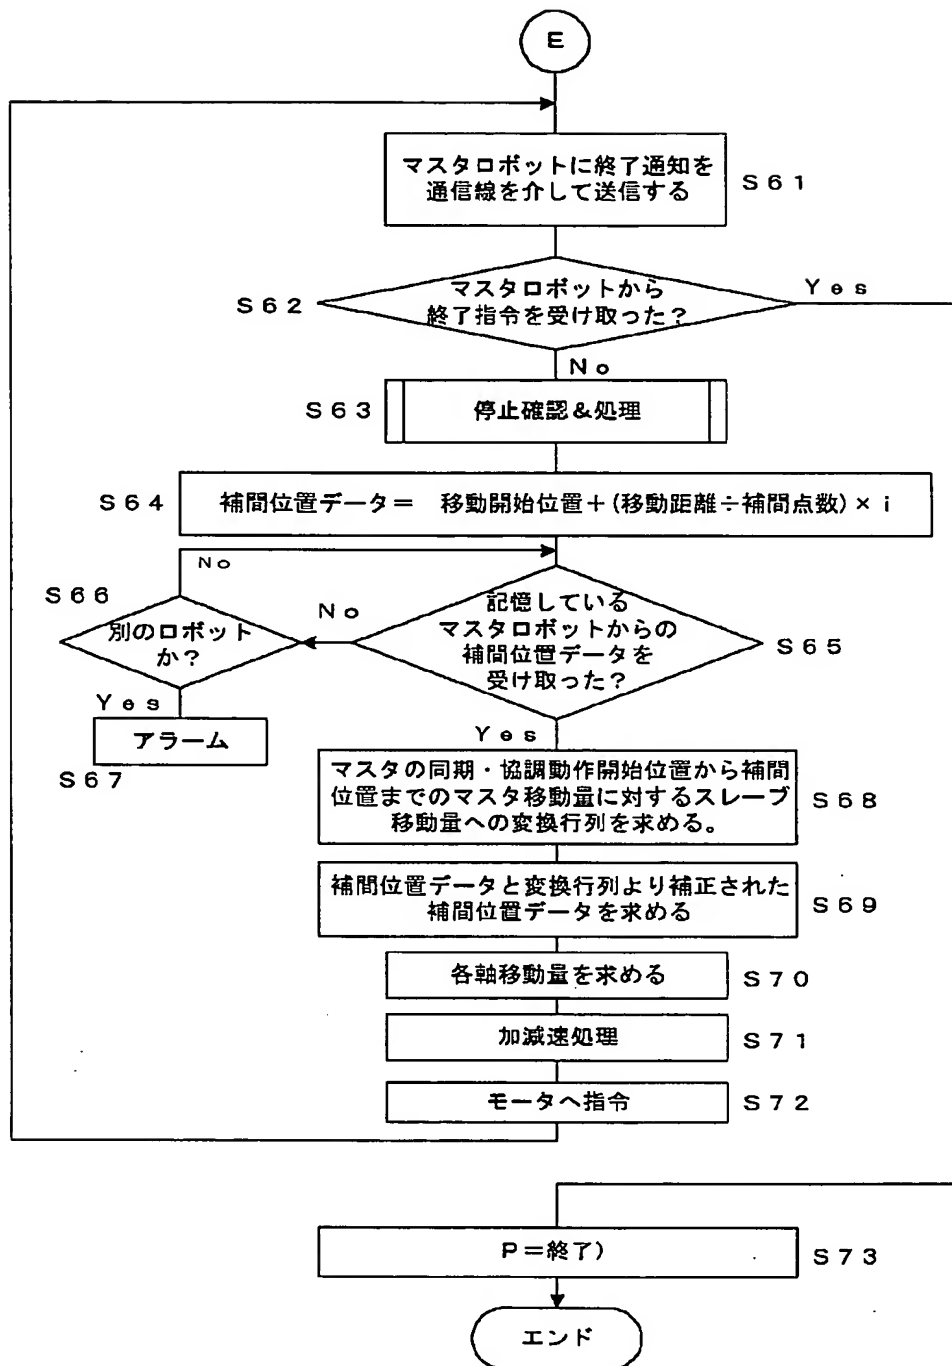 E
マスタロボットに終了通知を
通信線を介して送信する
S61
マスタロボットから
終了指令を受け取った?
S62
Yes
No
停止確認&処理
S63
S64
補間位置データ= 移動開始位置+(移動距離÷補間点数)×i
No
S66
別のロボット
か?
No
記憶している
マスタロボットからの
補間位置データを
受け取った?
S65
Yes
アラーム
S67
Yes
マスタの同期・協調動作開始位置から補間
位置までのマスタ移動量に対するスレーブ
移動量への変換行列を求める。
S68
補間位置データと変換行列より補正された
補間位置データを求める
S69
各軸移動量を求める
S70
加減速処理
S71
モータへ指令
S72
P=終了)
S73
エンド